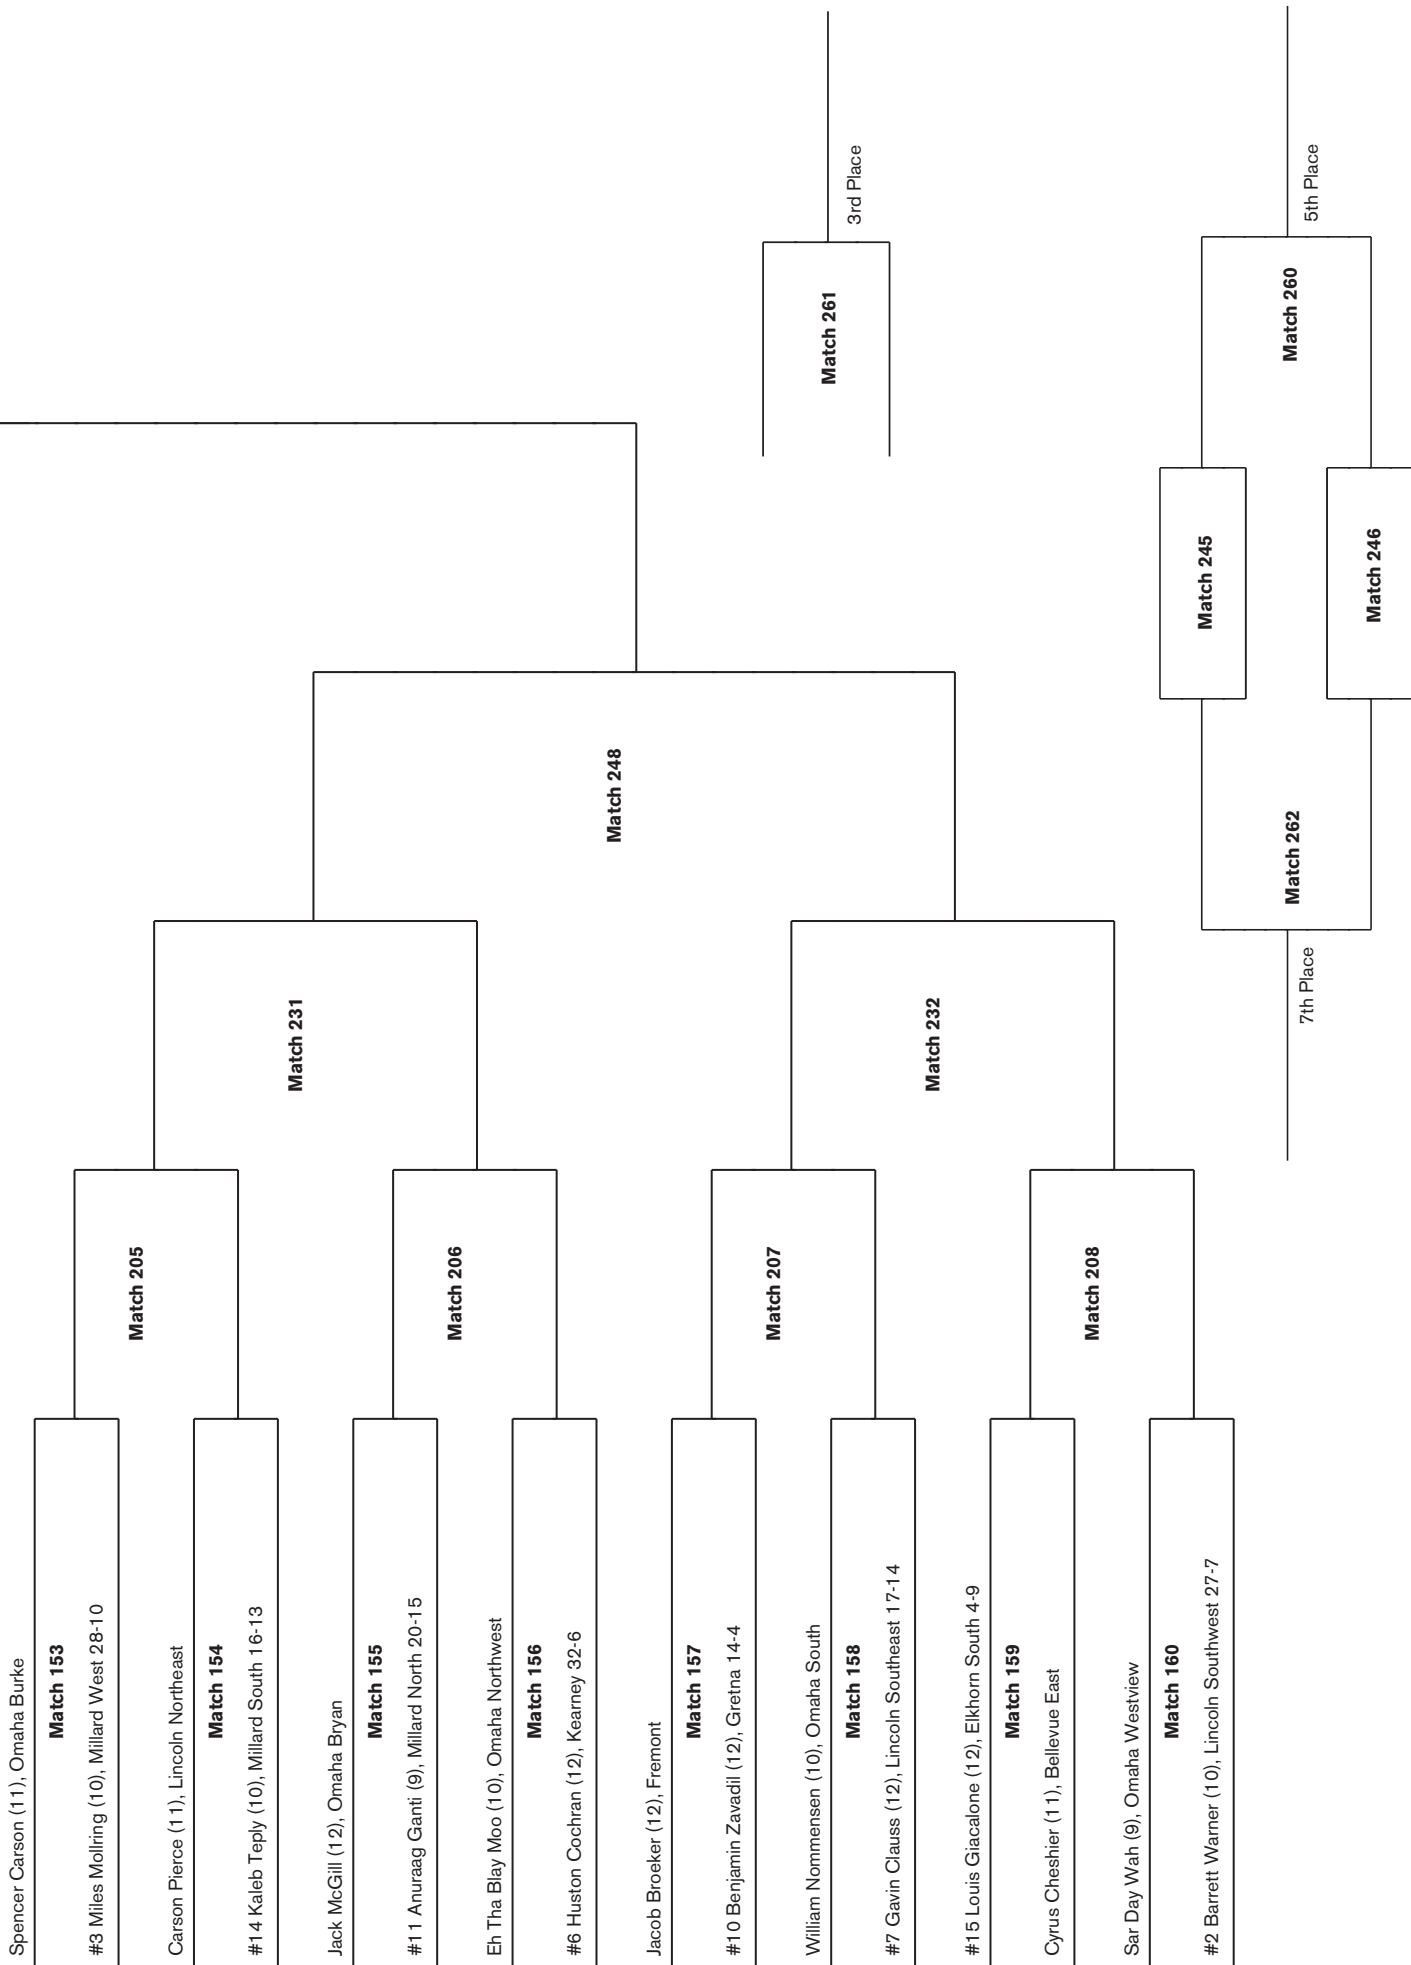 Spencer Carson (11), Omaha Burke
Match 153
#3 Miles Mollring (10), Millard West 28-10
Carson Pierce (11), Lincoln Northeast
Match 154
#14 Kaleb Teply (10), Millard South 16-13
Jack McGill (12), Omaha Bryan
Match 155
#11 Anuraag Ganti (9), Millard North 20-15
Eh Tha Blay Moo (10), Omaha Northwest
Match 156
#6 Huston Cochran (12), Kearney 32-6
Jacob Broeker (12), Fremont
Match 157
#10 Benjamin Zavadil (12), Gretna 14-4
William Nommensen (10), Omaha South
Match 158
#7 Gavin Clauss (12), Lincoln Southeast 17-14
#15 Louis Giacalone (12), Elkhorn South 4-9
Match 159
Cyrus Cheshier (11), Bellevue East
Sar Day Wah (9), Omaha Westview
Match 160
#2 Barrett Warner (10), Lincoln Southwest 27-7
Match 205
Match 206
Match 207
Match 208
Match 231
Match 232
Match 248
Match 261
3rd Place
Match 245
Match 246
Match 260
5th Place
Match 262
7th Place